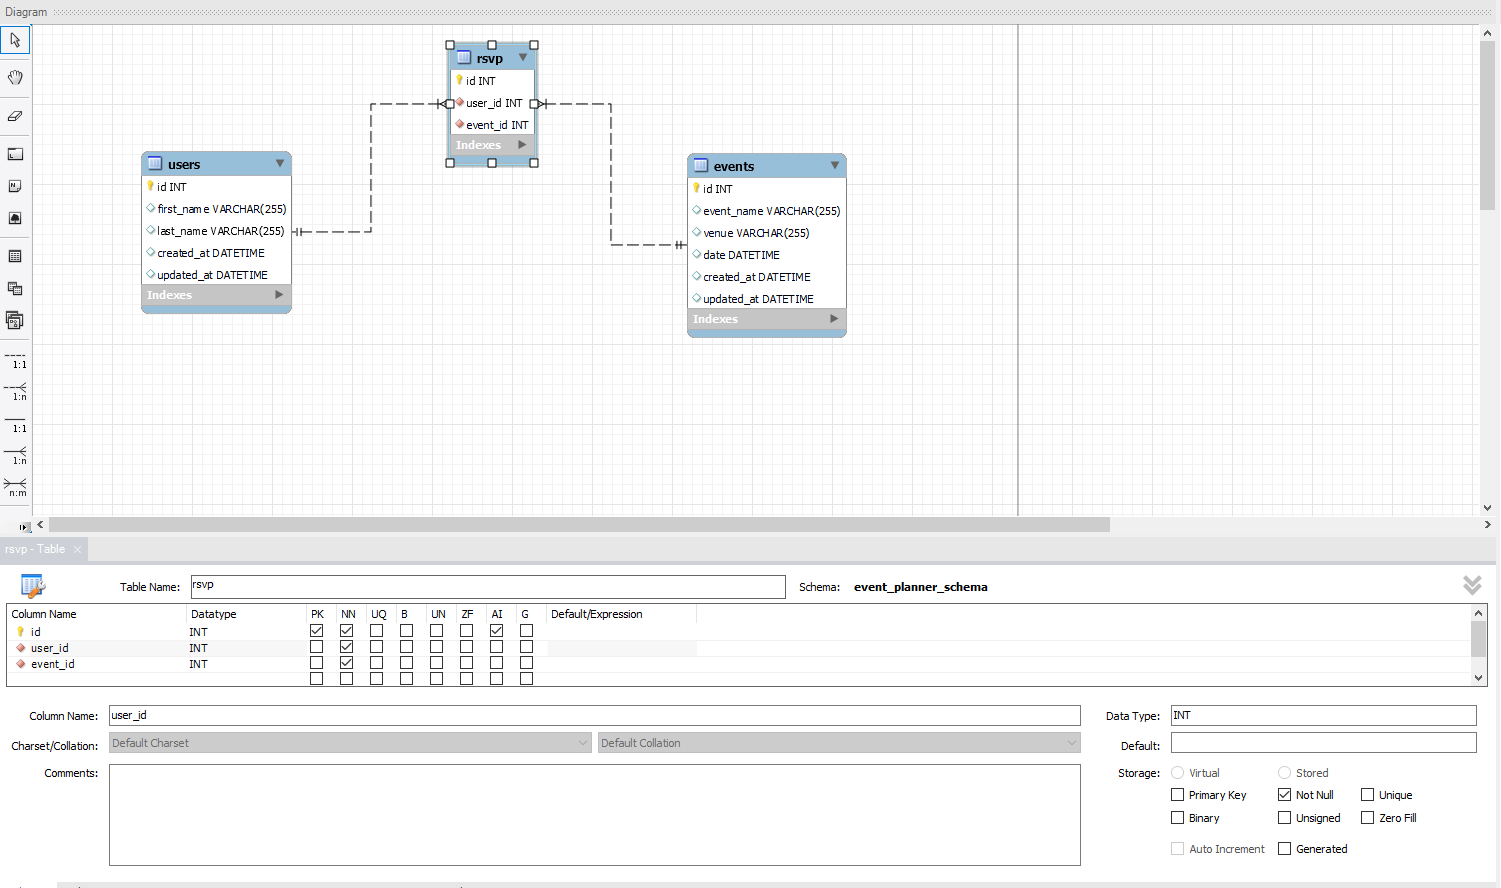 Diagram
rsvp
id INT
user_id INT
event_id INT
Indexes
users
id INT
first_name VARCHAR(255)
last_name VARCHAR(255)
created_at DATETIME
updated_at DATETIME
Indexes
events
id INT
event_name VARCHAR(255)
venue VARCHAR(255)
date DATETIME
created_at DATETIME
updated_at DATETIME
Indexes
1:1
1:n
1:1
1:n
n:m
rsvp - Table
Table Name: rsvp Schema: event_planner_schema
Column Name Datatype PK NN UQ B UN ZF AI G Default/Expression
id INT
user_id INT
event_id INT
Column Name: user_id Data Type: INT
Charset/Collation: Default Charset Default Collation Default:
Comments: Storage: Virtual Stored
Primary Key Not Null Unique
Binary Unsigned Zero Fill
Auto Increment Generated